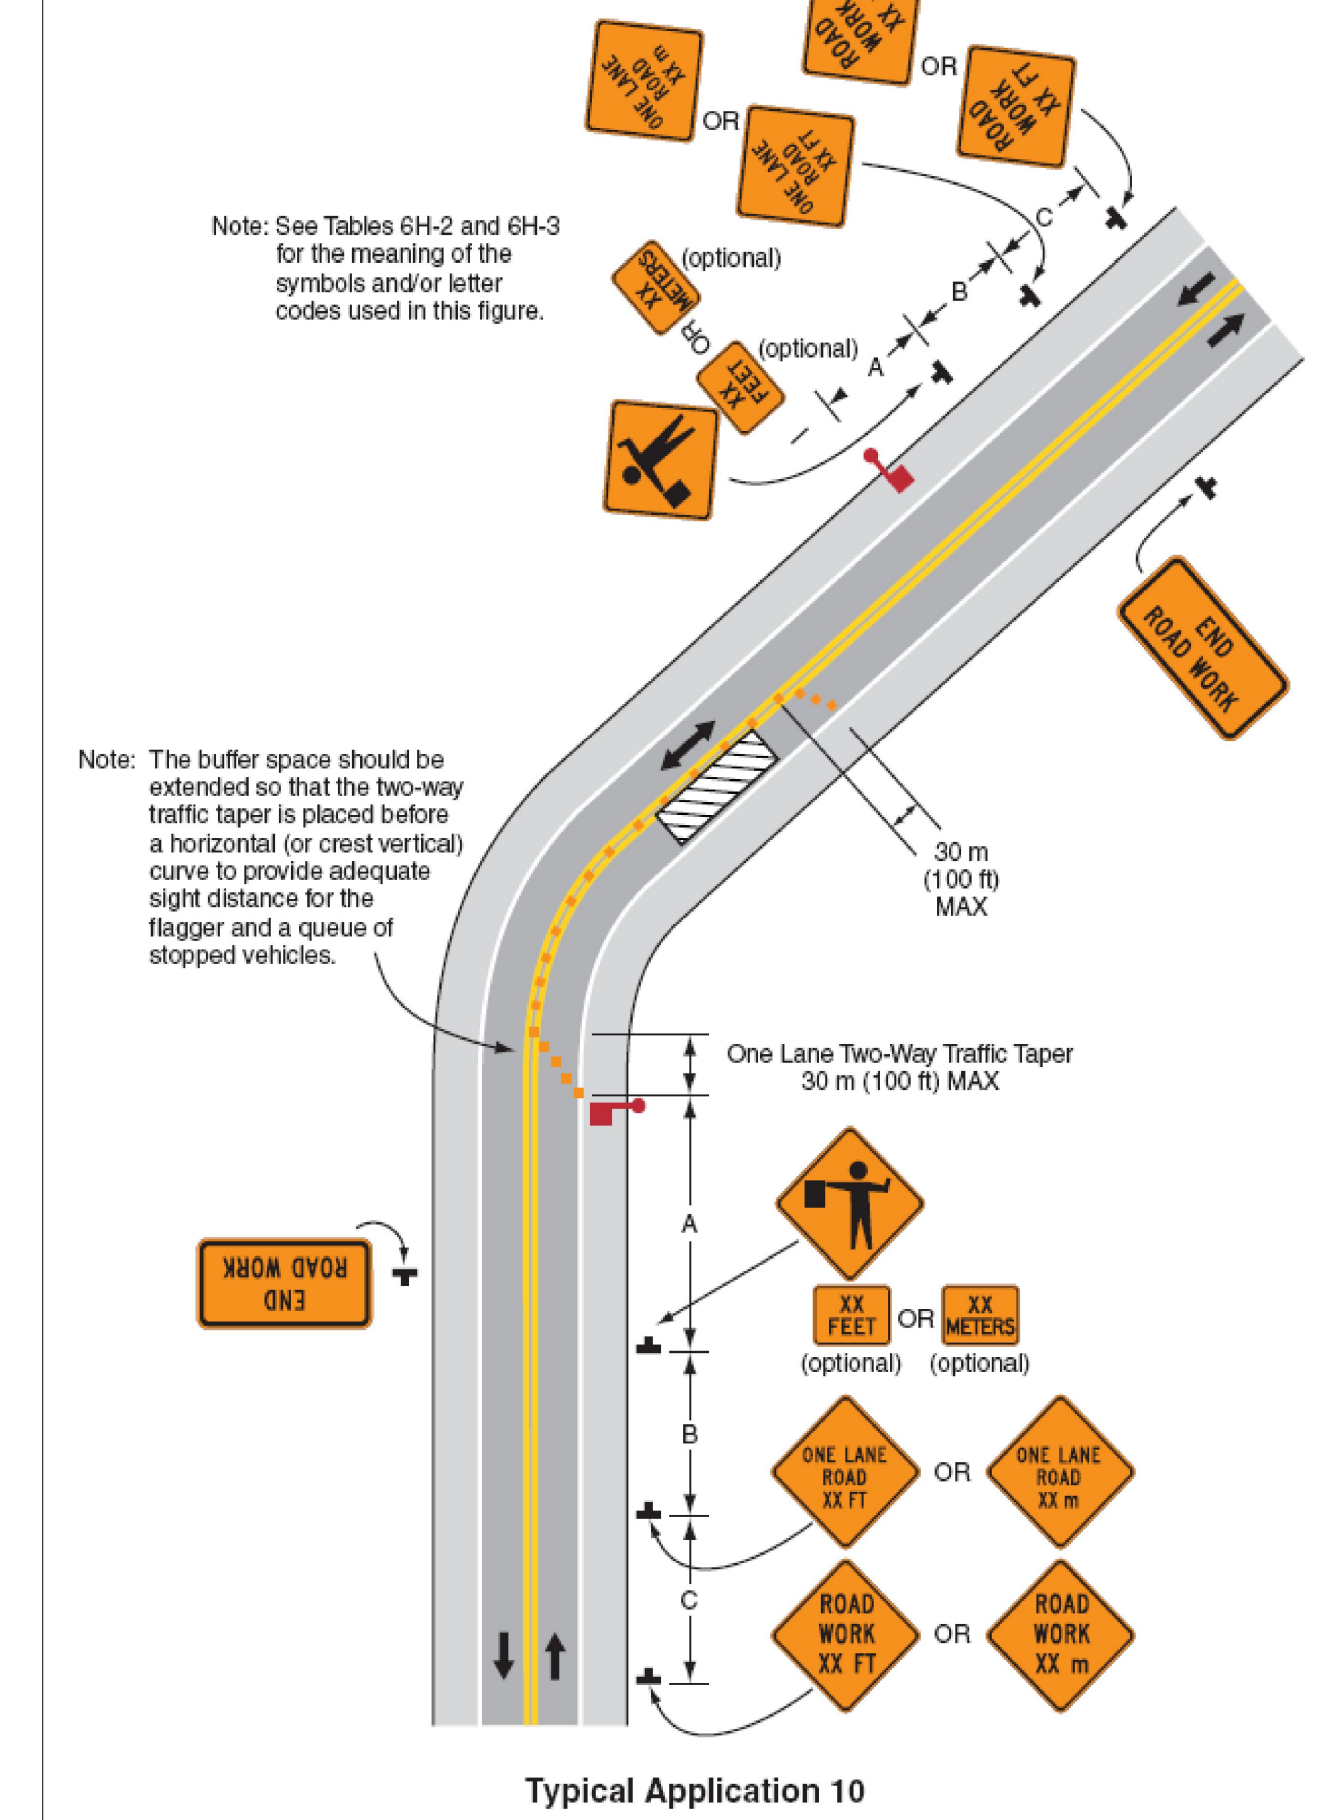 ROAD
WORK
XX
OR
ROAD
WORK
XX FT
ONE LANE
ROAD
XX m
OR
ONE LANE
ROAD
XX FT
C
Note: See Tables 6H-2 and 6H-3
for the meaning of the
symbols and/or letter
codes used in this figure.
XX
METERS
(optional)
OR
XX
FEET
(optional)
B
A
END
ROAD WORK
Note: The buffer space should be
extended so that the two-way
traffic taper is placed before
a horizontal (or crest vertical)
curve to provide adequate
sight distance for the
flagger and a queue of
stopped vehicles.
30 m
(100 ft)
MAX
One Lane Two-Way Traffic Taper
30 m (100 ft) MAX
A
END
ROAD WORK
XX
FEET
OR
XX
METERS
(optional)
(optional)
B
ONE LANE
ROAD
XX FT
OR
ONE LANE
ROAD
XX m
C
ROAD
WORK
XX FT
OR
ROAD
WORK
XX m
Typical Application 10